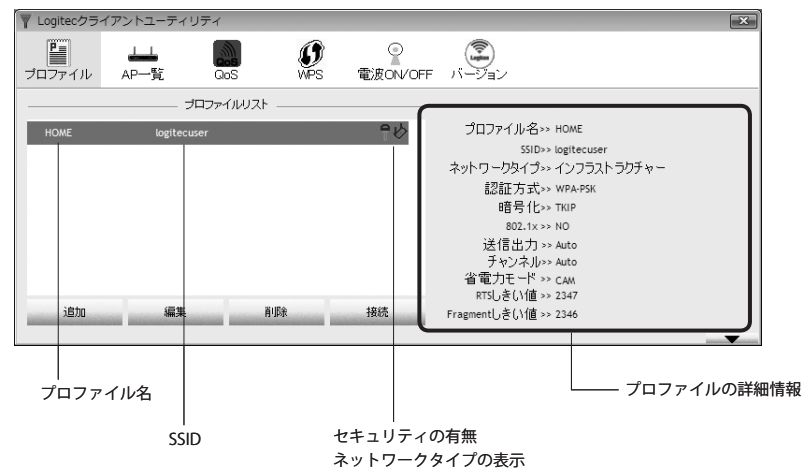 Logitecクライアントユーティリティ
プロファイル
AP一覧
QoS
QoS
WPS
電波ON/OFF
Logitec
バージョン
プロファイルリスト
HOME logitecuser
プロファイル名>> HOME
SSID>> logitecuser
ネットワークタイプ>> インフラストラクチャー
認証方式>> WPA-PSK
暗号化>> TKIP
802.1x >> NO
送信出力 >> Auto
チャンネル>> Auto
省電力モード >> CAM
RTSしきい値 >> 2347
Fragmentしきい値 >> 2346
追加 編集 削除 接続
プロファイル名
SSID
セキュリティの有無
ネットワークタイプの表示
プロファイルの詳細情報